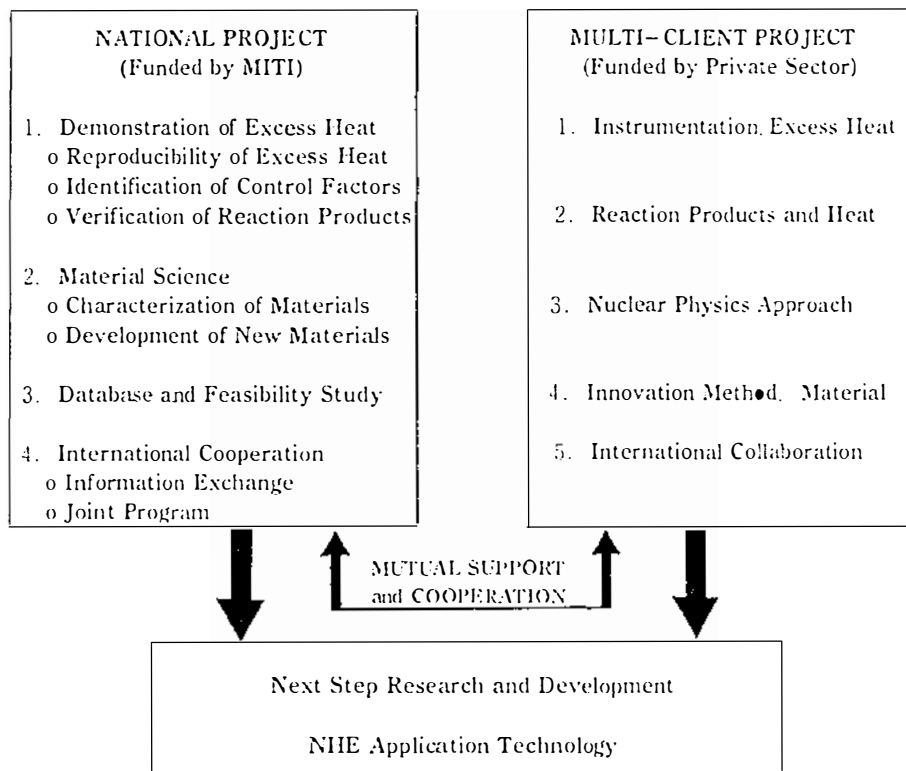 NATIONAL PROJECT
(Funded by MITI)
1. Demonstration of Excess Heat
o Reproducibility of Excess Heat
o Identification of Control Factors
o Verification of Reaction Products
2. Material Science
o Characterization of Materials
o Development of New Materials
3. Database and Feasibility Study
4. International Cooperation
o Information Exchange
o Joint Program
MULTI-CLIENT PROJECT
(Funded by Private Sector)
1. Instrumentation, Excess Heat
2. Reaction Products and Heat
3. Nuclear Physics Approach
4. Innovation Method, Material
5. International Collaboration
MUTUAL SUPPORT
and COOPERATION
Next Step Research and Development
NHE Application Technology